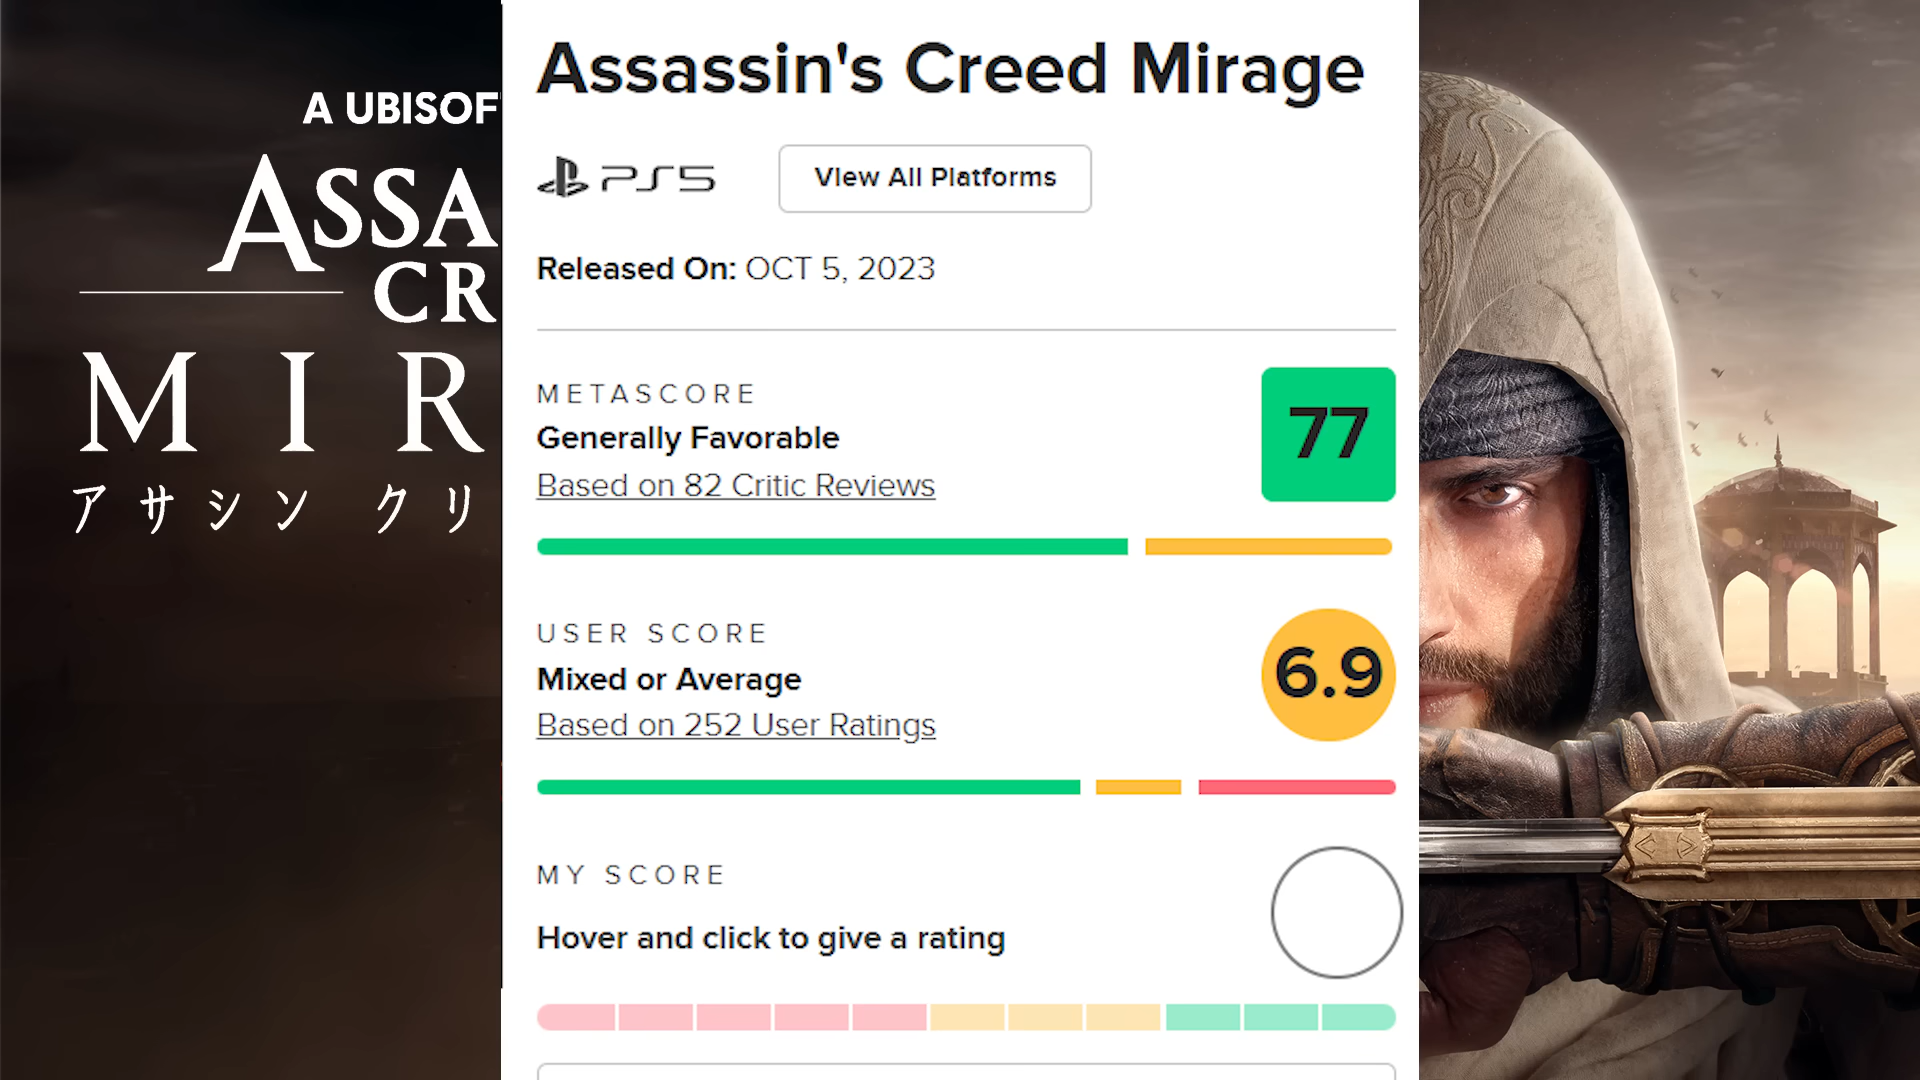 A UBISOF
ASSA
CR
MIR
アサシン クリ
Assassin's Creed Mirage
PS5
View All Platforms
Released On: OCT 5, 2023
METASCORE
Generally Favorable
Based on 82 Critic Reviews
77
USER SCORE
Mixed or Average
Based on 252 User Ratings
6.9
MY SCORE
Hover and click to give a rating